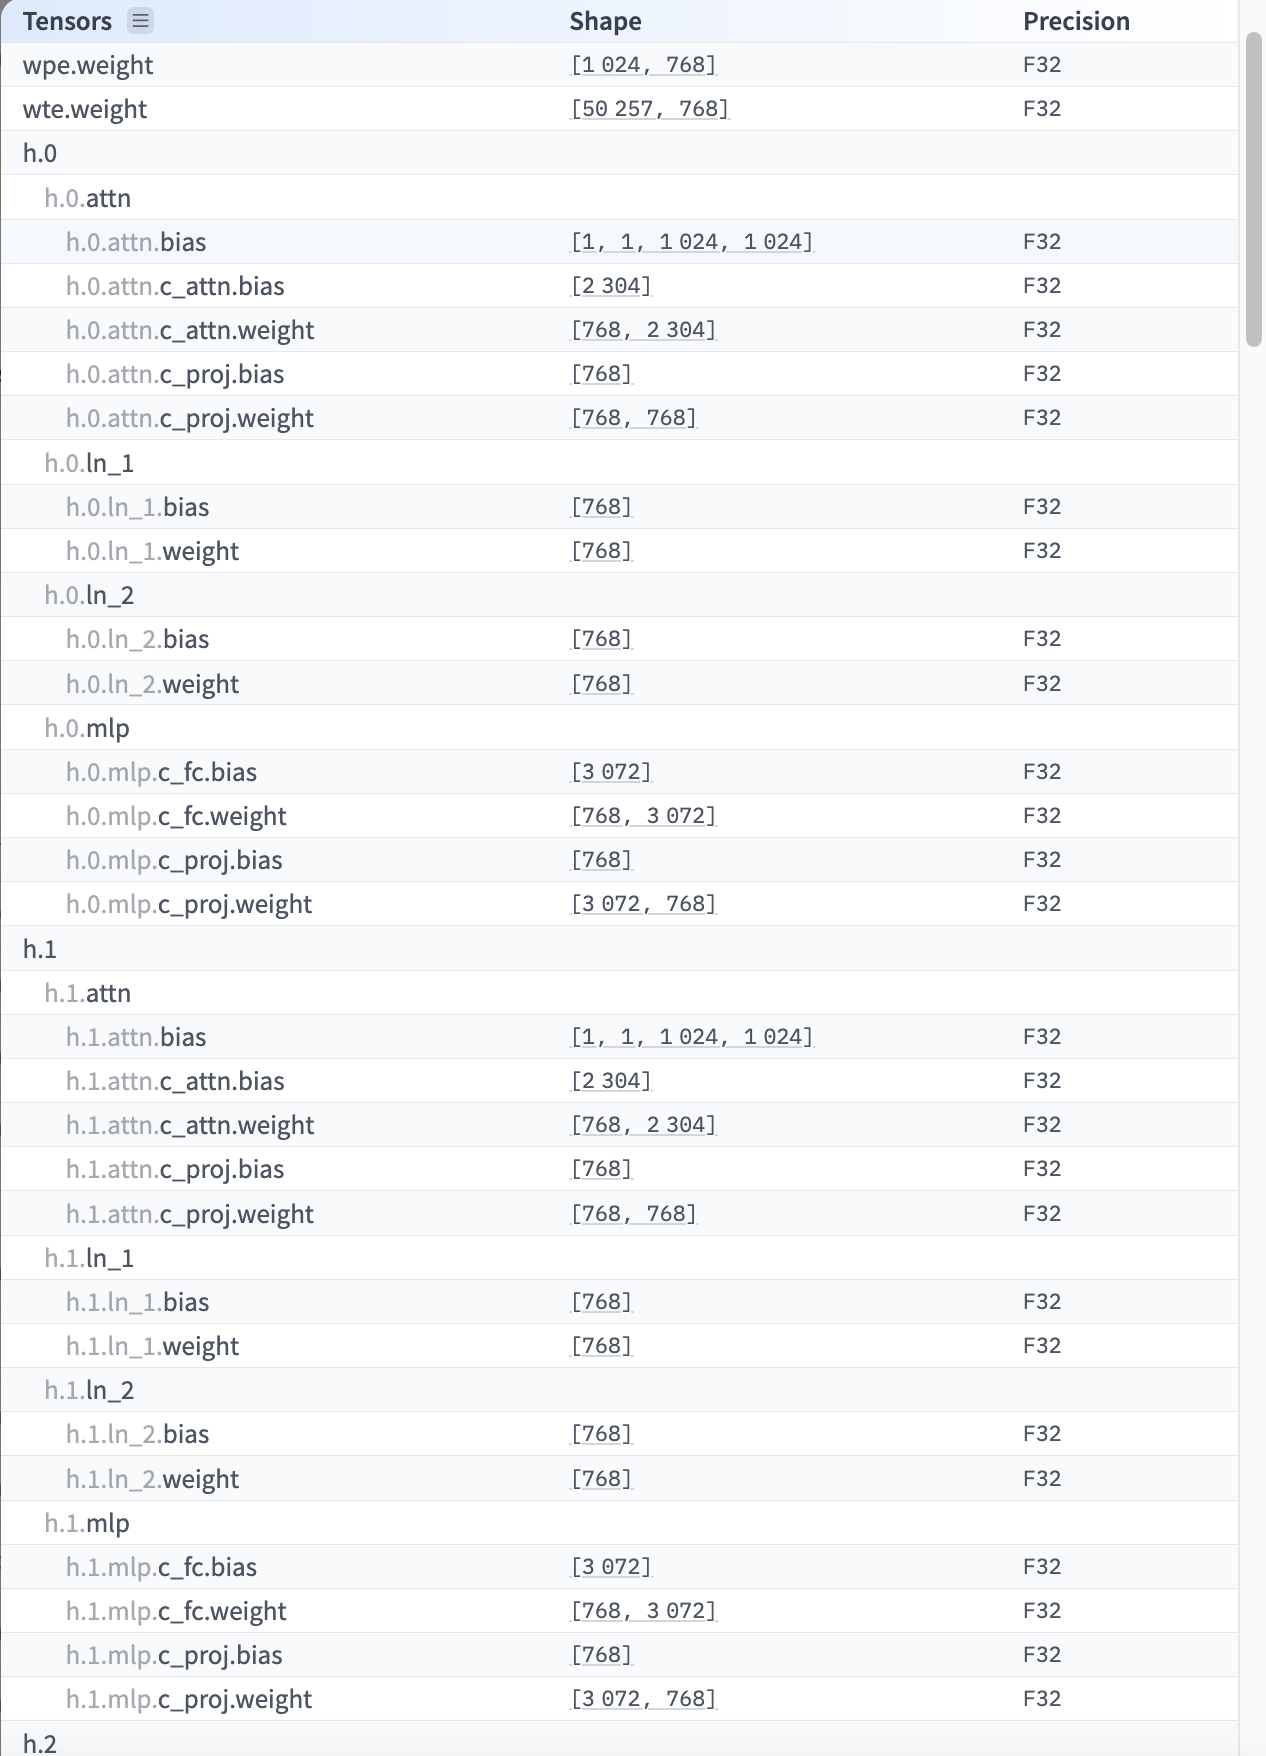 Tensors Shape Precision
wpe.weight [1 024, 768] F32
wte.weight [50 257, 768] F32
h.0
h.0.attn
h.0.attn.bias [1, 1, 1 024, 1 024] F32
h.0.attn.c_attn.bias [2 304] F32
h.0.attn.c_attn.weight [768, 2 304] F32
h.0.attn.c_proj.bias [768] F32
h.0.attn.c_proj.weight [768, 768] F32
h.0.ln_1
h.0.ln_1.bias [768] F32
h.0.ln_1.weight [768] F32
h.0.ln_2
h.0.ln_2.bias [768] F32
h.0.ln_2.weight [768] F32
h.0.mlp
h.0.mlp.c_fc.bias [3 072] F32
h.0.mlp.c_fc.weight [768, 3 072] F32
h.0.mlp.c_proj.bias [768] F32
h.0.mlp.c_proj.weight [3 072, 768] F32
h.1
h.1.attn
h.1.attn.bias [1, 1, 1 024, 1 024] F32
h.1.attn.c_attn.bias [2 304] F32
h.1.attn.c_attn.weight [768, 2 304] F32
h.1.attn.c_proj.bias [768] F32
h.1.attn.c_proj.weight [768, 768] F32
h.1.ln_1
h.1.ln_1.bias [768] F32
h.1.ln_1.weight [768] F32
h.1.ln_2
h.1.ln_2.bias [768] F32
h.1.ln_2.weight [768] F32
h.1.mlp
h.1.mlp.c_fc.bias [3 072] F32
h.1.mlp.c_fc.weight [768, 3 072] F32
h.1.mlp.c_proj.bias [768] F32
h.1.mlp.c_proj.weight [3 072, 768] F32
h.2